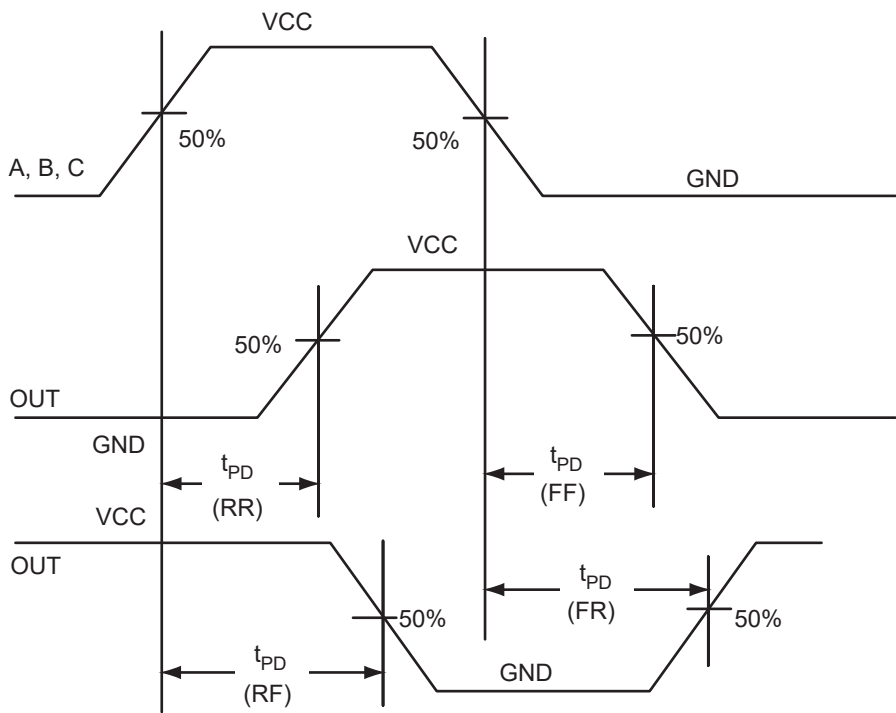 VCC
50%
50%
A, B, C
GND
VCC
50%
50%
OUT
GND
tPD
(RR)
tPD
(FF)
VCC
OUT
tPD
(FR)
50%
50%
tPD
(RF)
GND